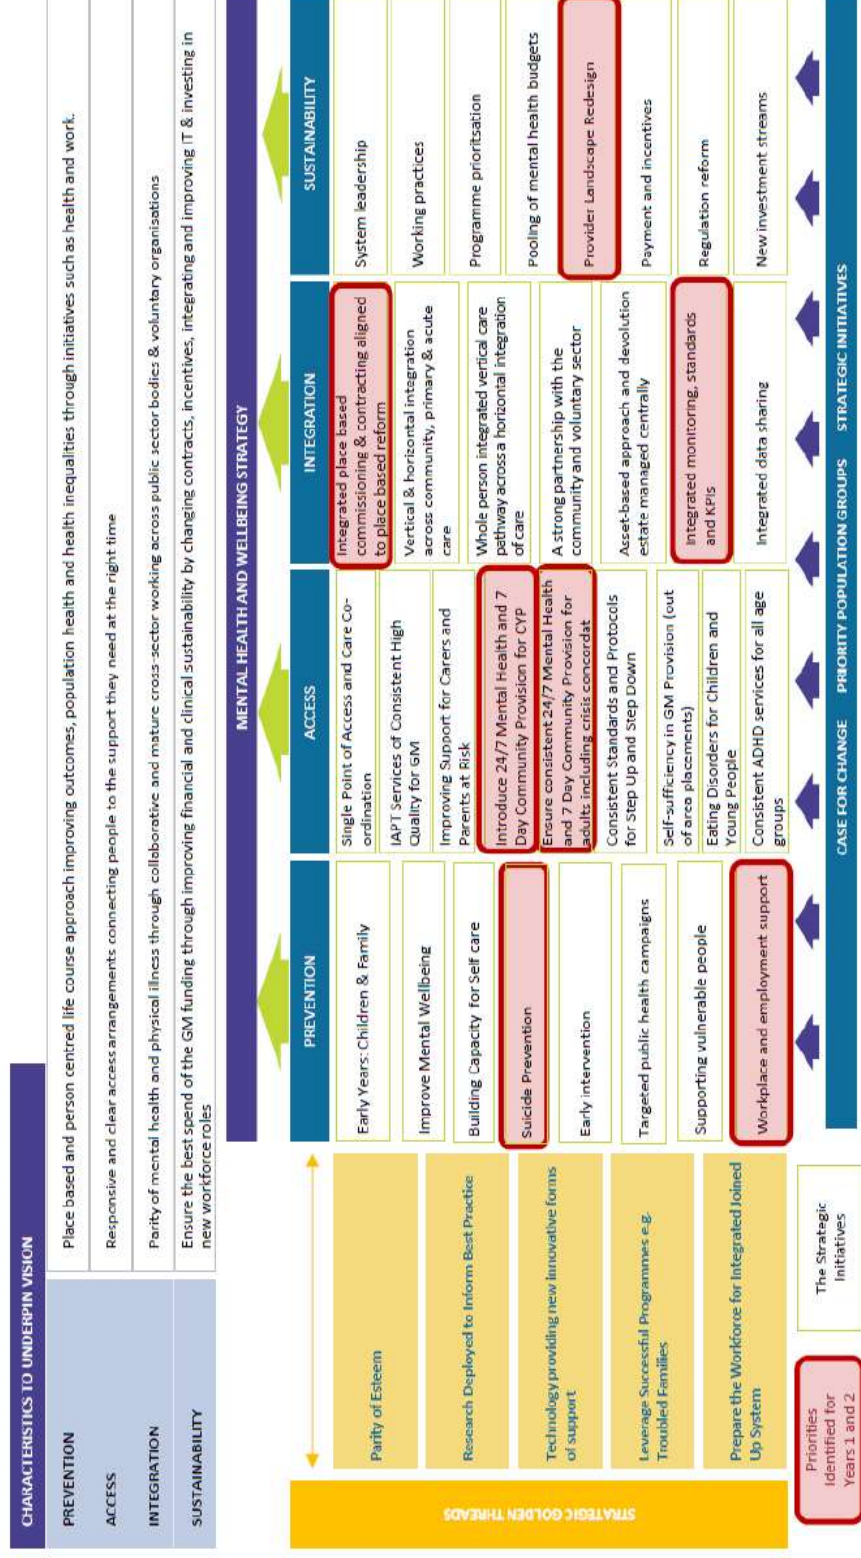 CHARACTERISTICS TO UNDERPIN VISION
PREVENTION
Place based and person centred life course approach improving outcomes, population health and health inequalities through initiatives such as health and work.
ACCESS
Responsive and clear access arrangements connecting people to the support they need at the right time
INTEGRATION
Parity of mental health and physical illness through collaborative and mature cross-sector working across public sector bodies & voluntary organisations
SUSTAINABILITY
Ensure the best spend of the GM funding through improving financial and clinical sustainability by changing contracts, incentives, integrating and improving IT & investing in
new workforce roles
MENTAL HEALTH AND WELLBEING STRATEGY
STRATEGIC GOLDEN THREADS
Parity of Esteem
Research Deployed to Inform Best Practice
Technology providing new innovative forms
of support
Leverage Successful Programmes e.g.
Troubled Families
Prepare the Workforce for Integrated Joined
Up System
PREVENTION
Early Years: Children & Family
Improve Mental Wellbeing
Building Capacity for Self care
Suicide Prevention
Early intervention
Targeted public health campaigns
Supporting vulnerable people
Workplace and employment support
ACCESS
Single Point of Access and Care Co-
ordination
IAPT Services of Consistent High
Quality for GM
Improving Support for Carers and
Parents at Risk
Introduce 24/7 Mental Health and 7
Day Community Provision for CYP
Ensure consistent 24/7 Mental Health
and 7 Day Community Provision for
adults including crisis concordat
Consistent Standards and Protocols
for Step Up and Step Down
Self-sufficiency in GM Provision (out
of area placements)
Eating Disorders for Children and
Young People
Consistent ADHD services for all age
groups
INTEGRATION
Integrated place based
commissioning & contracting aligned
to place based reform
Vertical & horizontal integration
across community, primary & acute
care
Whole person integrated vertical care
pathway across a horizontal integration
of care
A strong partnership with the
community and voluntary sector
Asset-based approach and devolution
estate managed centrally
Integrated monitoring, standards
and KPIs
Integrated data sharing
SUSTAINABILITY
System leadership
Working practices
Programme prioritsation
Pooling of mental health budgets
Provider Landscape Redesign
Payment and incentives
Regulation reform
New investment streams
CASE FOR CHANGE PRIORITY POPULATION GROUPS STRATEGIC INITIATIVES
Priorities
Identified for
Years 1 and 2
The Strategic
Initiatives